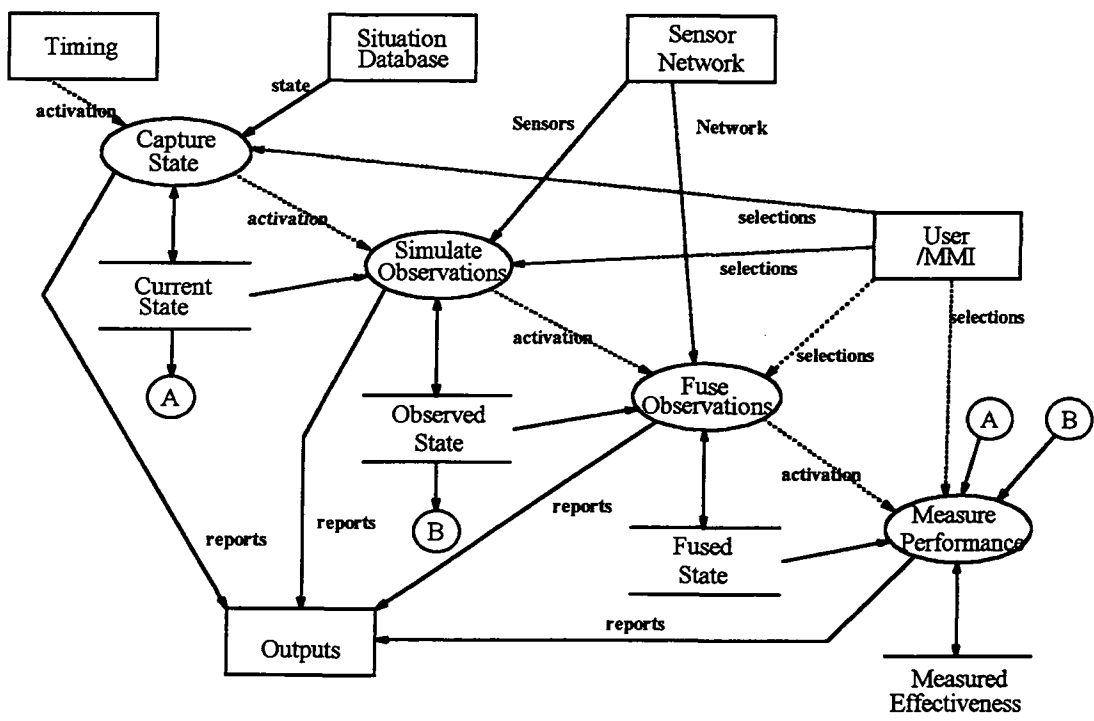 Timing
Situation
Database
Sensor
Network
state
activation
Sensors
Network
Capture
State
selections
activation
User
/MMI
Simulate
Observations
selections
Current
State
activation
selections
selections
A
Fuse
Observations
Observed
State
A
B
activation
reports
reports
B
reports
Measure
Performance
Fused
State
reports
Outputs
Measured
Effectiveness